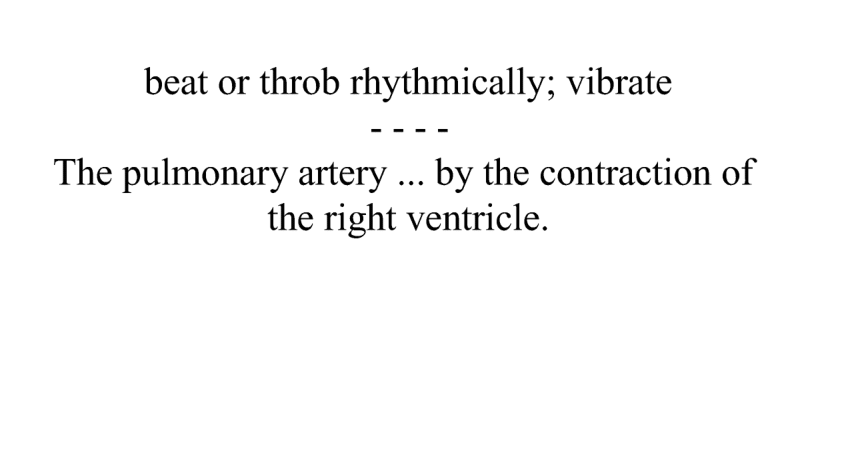 beat or throb rhythmically; vibrate
- - - -
The pulmonary artery ... by the contraction of
the right ventricle.